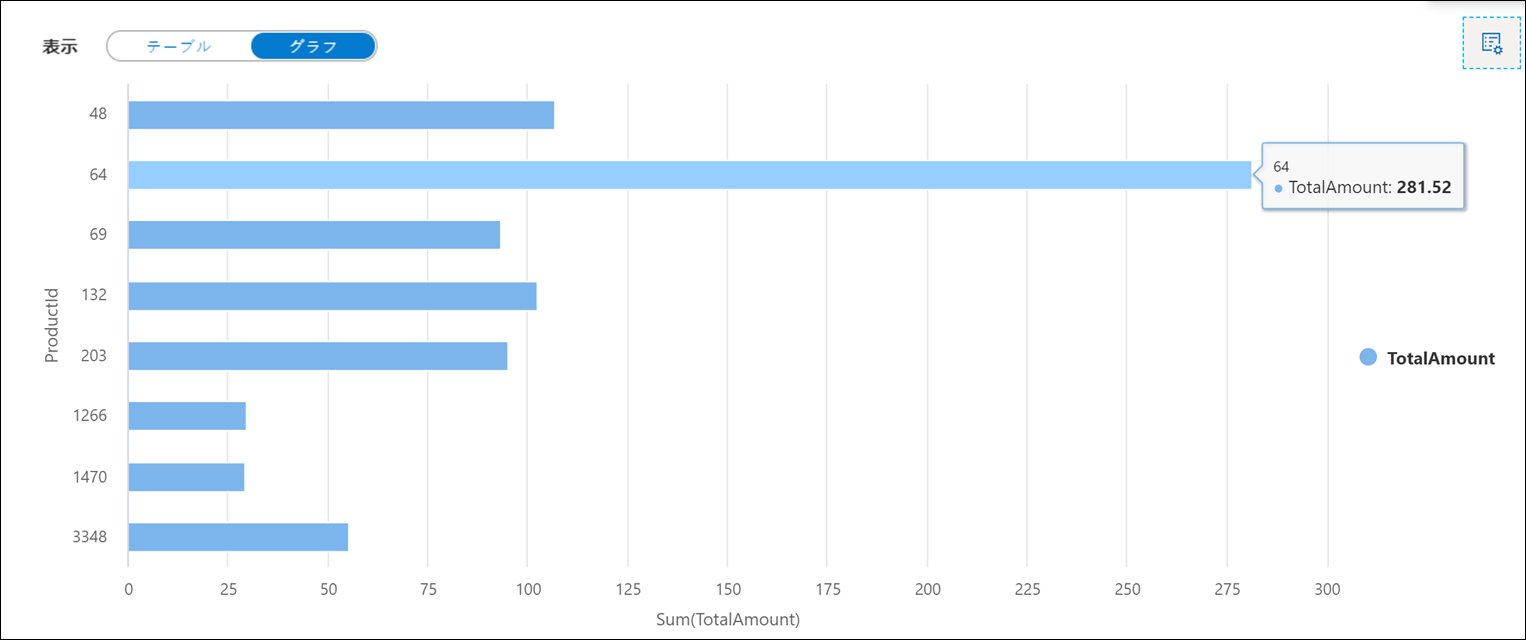 表示 テーブル グラフ
48
64
69
132
203
1266
1470
3348
ProductId
64
TotalAmount: 281.52
TotalAmount
0 25 50 75 100 125 150 175 200 225 250 275 300
Sum(TotalAmount)